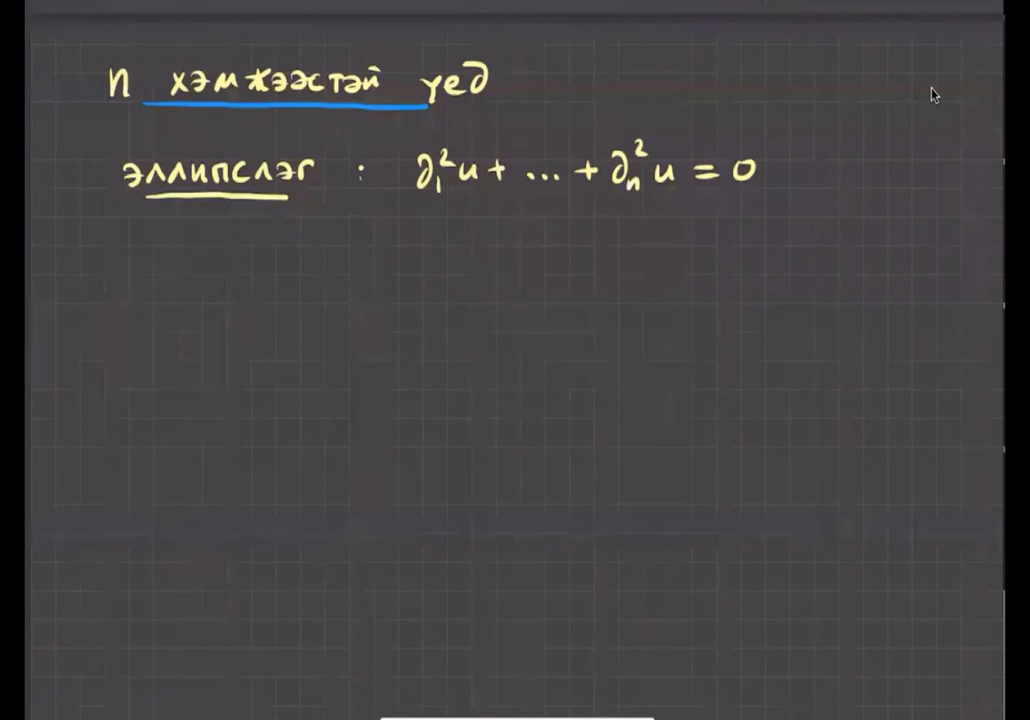 n хэмжээстэй үед
эллипслэг : ∂₁²u + ... + ∂ₙ²u = 0